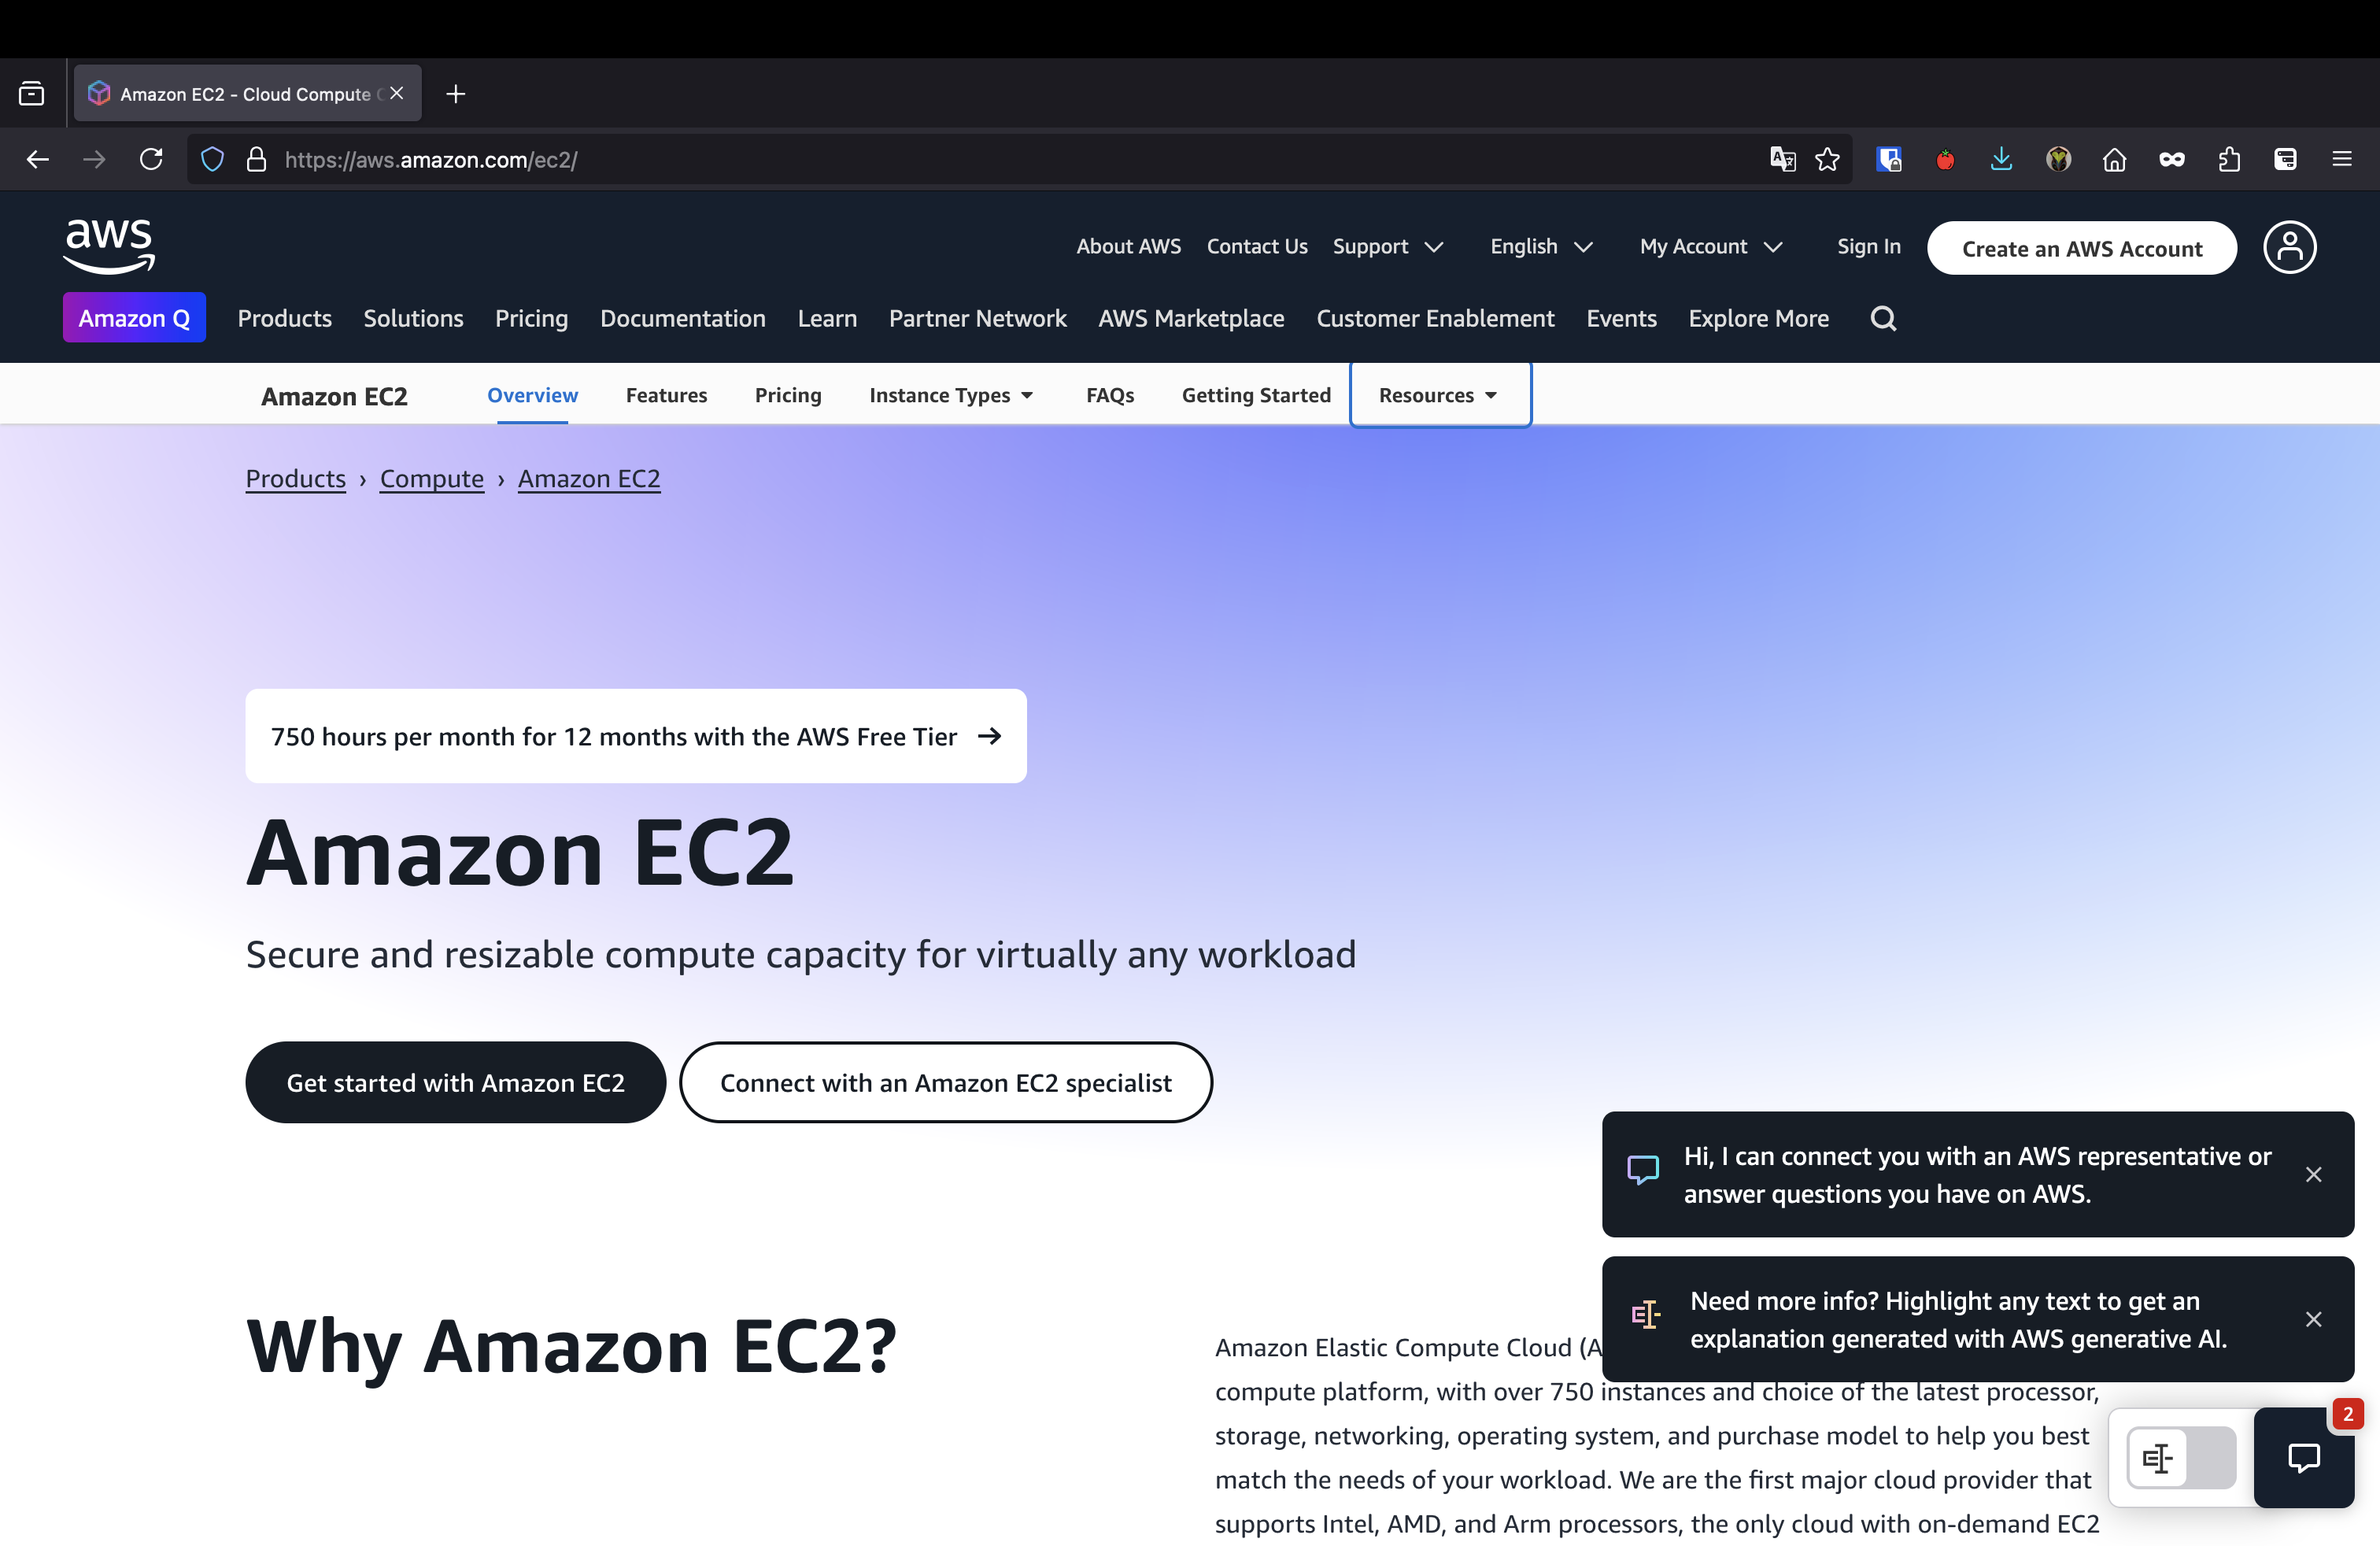 Amazon EC2 - Cloud Compute
https://aws.amazon.com/ec2/
aws
About AWS Contact Us Support English My Account Sign In Create an AWS Account
Amazon Q Products Solutions Pricing Documentation Learn Partner Network AWS Marketplace Customer Enablement Events Explore More
Amazon EC2 Overview Features Pricing Instance Types FAQs Getting Started Resources
Products › Compute › Amazon EC2
750 hours per month for 12 months with the AWS Free Tier →
Amazon EC2
Secure and resizable compute capacity for virtually any workload
Get started with Amazon EC2 Connect with an Amazon EC2 specialist
Hi, I can connect you with an AWS representative or
answer questions you have on AWS.
Need more info? Highlight any text to get an
explanation generated with AWS generative AI.
Why Amazon EC2?
Amazon Elastic Compute Cloud (A
compute platform, with over 750 instances and choice of the latest processor,
storage, networking, operating system, and purchase model to help you best
match the needs of your workload. We are the first major cloud provider that
supports Intel, AMD, and Arm processors, the only cloud with on-demand EC2
2